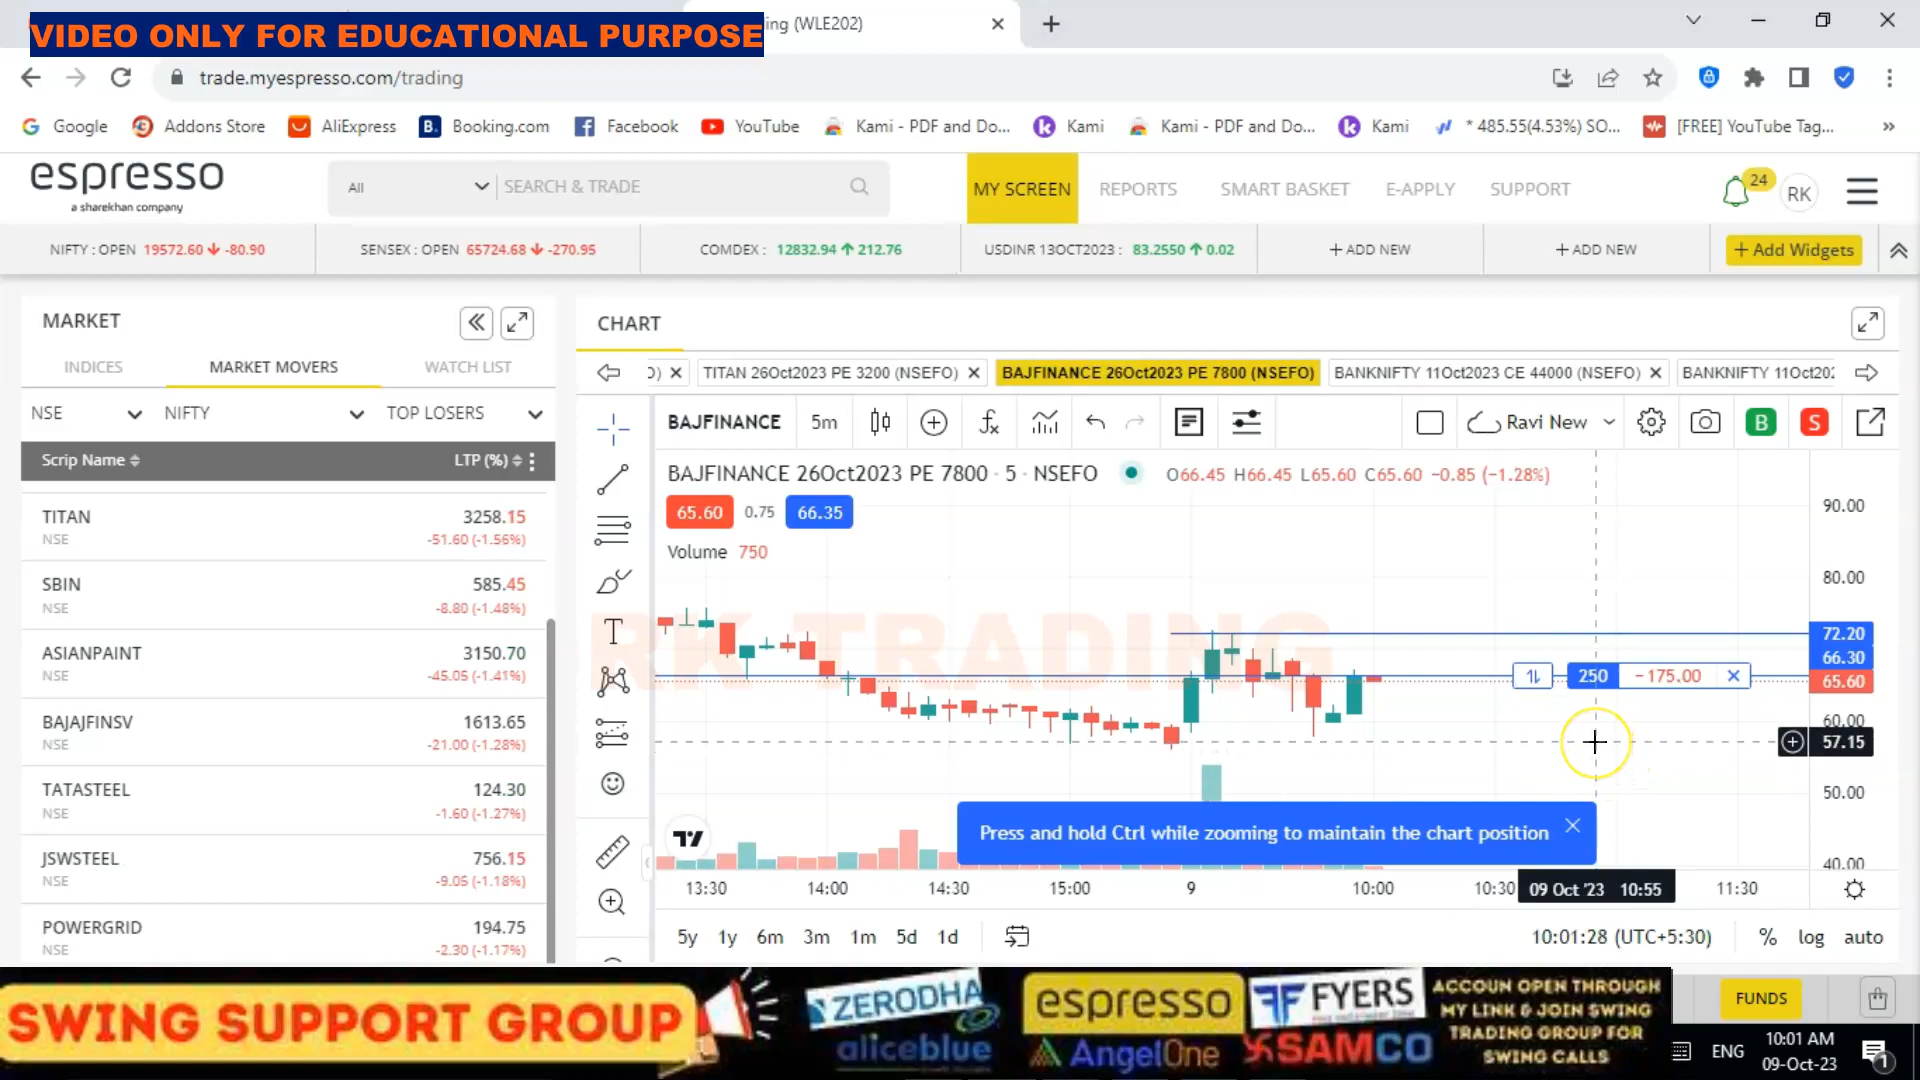 VIDEO ONLY FOR EDUCATIONAL PURPOSE
ing (WLE202)
trade.myespresso.com/trading
Google Addons Store AliExpress Booking.com Facebook YouTube Kami - PDF and Do... Kami Kami - PDF and Do... Kami * 485.55(4.53%) SO... [FREE] YouTube Tag... »
espresso
a sharekhan company
All SEARCH & TRADE
MY SCREEN REPORTS SMART BASKET E-APPLY SUPPORT
24 RK
NIFTY : OPEN 19572.60 -80.90 SENSEX : OPEN 65724.68 -270.95 COMDEX : 12832.94 212.76 USDINR 13OCT2023 : 83.2550 0.02 + ADD NEW + ADD NEW + Add Widgets
MARKET
INDICES MARKET MOVERS WATCH LIST
NSE NIFTY TOP LOSERS
Scrip Name LTP (%)
TITAN 3258.15
NSE -51.60 (-1.56%)
SBIN 585.45
NSE -8.80 (-1.48%)
ASIANPAINT 3150.70
NSE -45.05 (-1.41%)
BAJAJFINSV 1613.65
NSE -21.00 (-1.28%)
TATASTEEL 124.30
NSE -1.60 (-1.27%)
JSWSTEEL 756.15
NSE -9.05 (-1.18%)
POWERGRID 194.75
NSE -2.30 (-1.17%)
CHART
O) TITAN 26Oct2023 PE 3200 (NSEFO) BAJFINANCE 26Oct2023 PE 7800 (NSEFO) BANKNIFTY 11Oct2023 CE 44000 (NSEFO) BANKNIFTY 11Oct202
BAJFINANCE 5m Ravi New B S
BAJFINANCE 26Oct2023 PE 7800 · 5 · NSEFO O66.45 H66.45 L65.60 C65.60 −0.85 (−1.28%)
65.60 0.75 66.35
Volume 750
RK TRADING
90.00
80.00
72.20
66.30
250 −175.00 65.60
60.00
57.15
50.00
40.00
Press and hold Ctrl while zooming to maintain the chart position
13:30 14:00 14:30 15:00 9 10:00 10:30 09 Oct '23 10:55 11:30
5y 1y 6m 3m 1m 5d 1d 10:01:28 (UTC+5:30) % log auto
SWING SUPPORT GROUP
ZERODHA espresso FYERS
aliceblue AngelOne SAMCO
ACCOUN OPEN THROUGH
MY LINK & JOIN SWING
TRADING GROUP FOR
SWING CALLS
FUNDS
ENG 10:01 AM
09-Oct-23 1